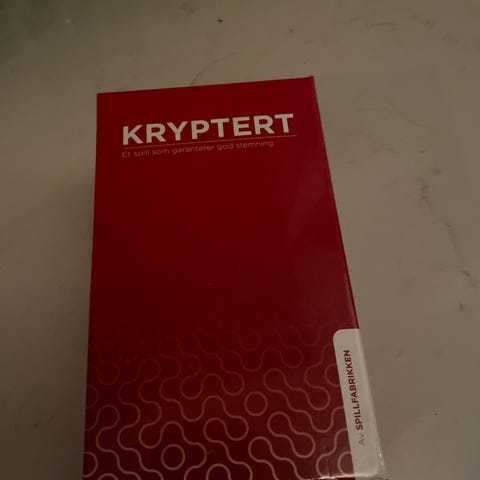 KRYPTERT
Et spill som garanterer god stemning
Av SPILLFABRIKKEN